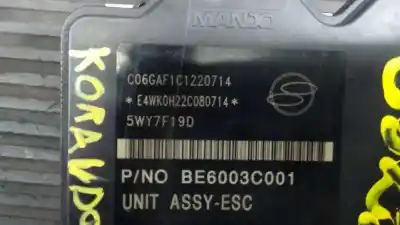 MANDO
C06GAF1C1220714
*E4WK0H22C080714*
5WY7F19D
P/NO BE6003C001
UNIT ASSY-ESC
KORANDO